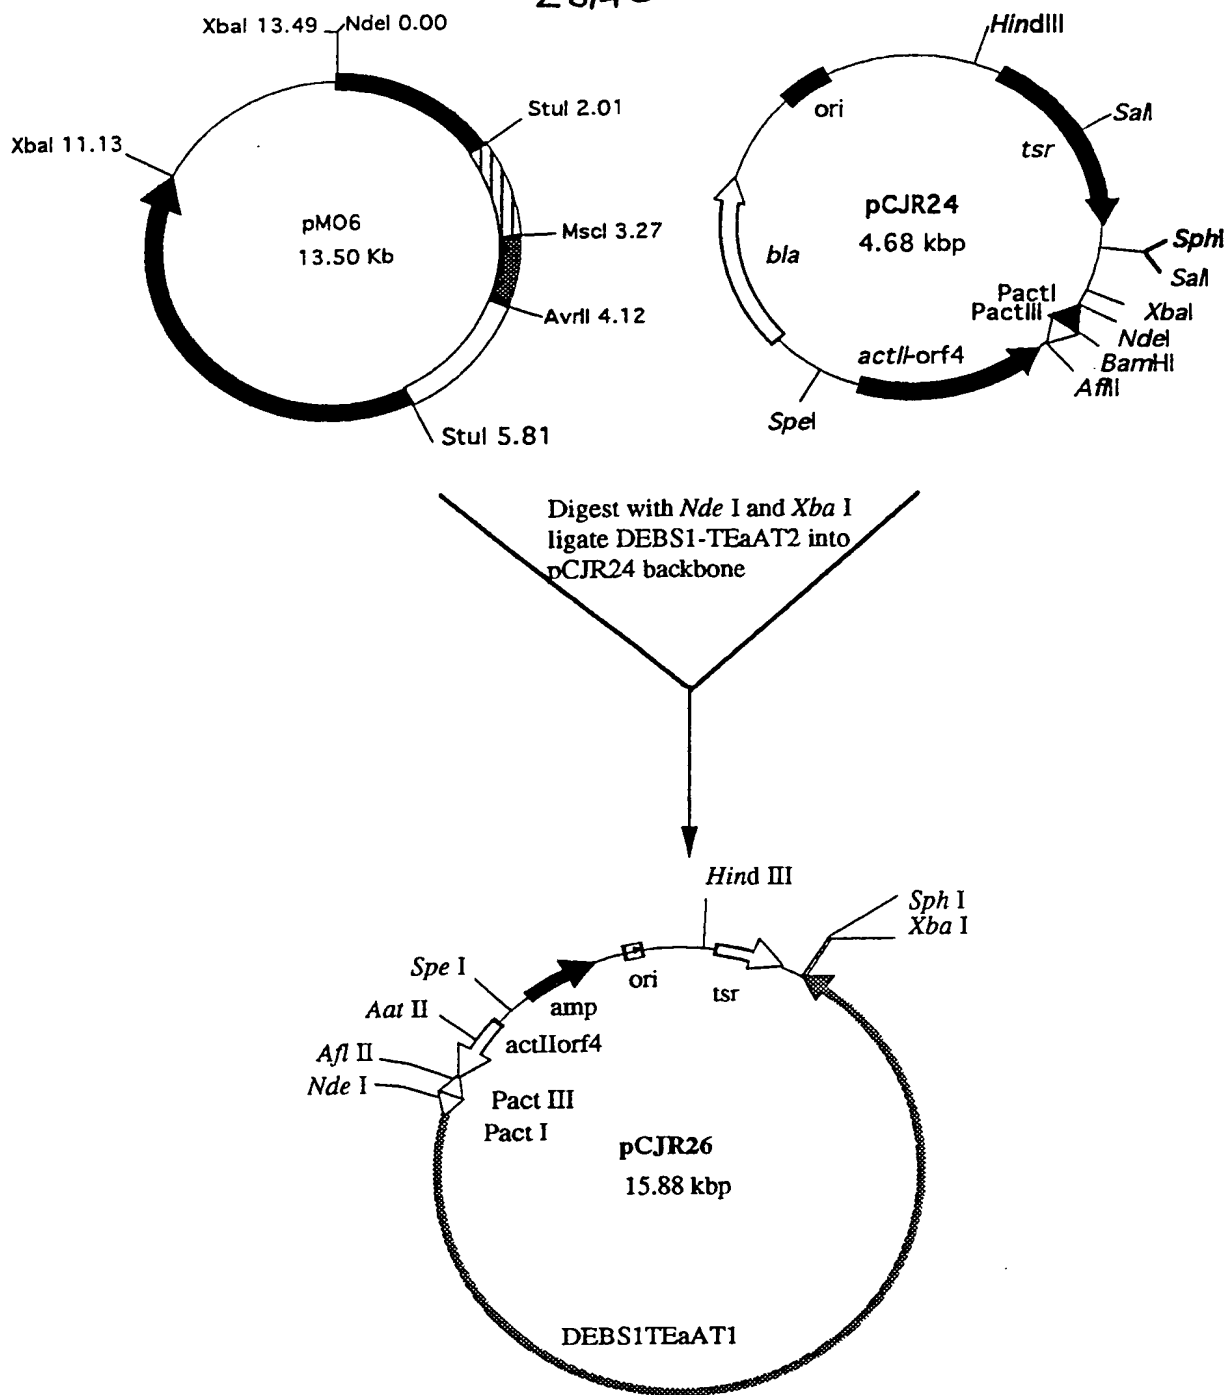 XbaI 13.49
NdeI 0.00
StuI 2.01
XbaI 11.13
pMO6
13.50 Kb
MscI 3.27
AvrII 4.12
StuI 5.81
HindIII
ori
SalI
tsr
pCJR24
4.68 kbp
bla
SphI
SalI
PactI
PactIII
XbaI
NdeI
BamHI
AflII
actII-orf4
SpeI
Digest with Nde I and Xba I
ligate DEBS1-TEaAT2 into
pCJR24 backbone
Hind III
Sph I
Xba I
Spe I
ori
tsr
amp
Aat II
actIIorf4
Afl II
Nde I
Pact III
Pact I
pCJR26
15.88 kbp
DEBS1TEaAT1